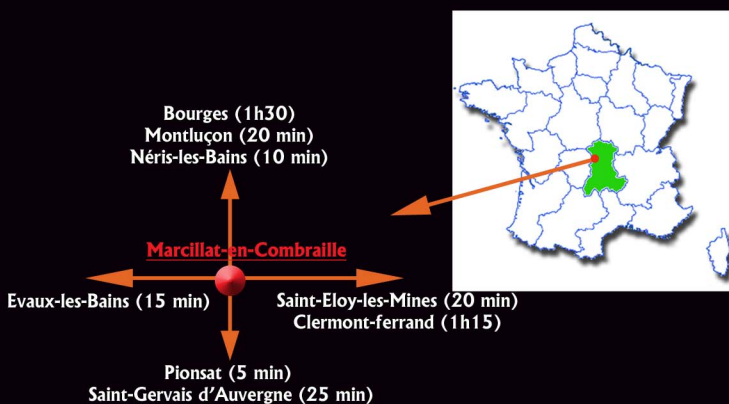 Bourges (1h30)
Montluçon (20 min)
Néris-les-Bains (10 min)
Marcillat-en-Combraille
Evaux-les-Bains (15 min)
Saint-Eloy-les-Mines (20 min)
Clermont-ferrand (1h15)
Pionsat (5 min)
Saint-Gervais d'Auvergne (25 min)